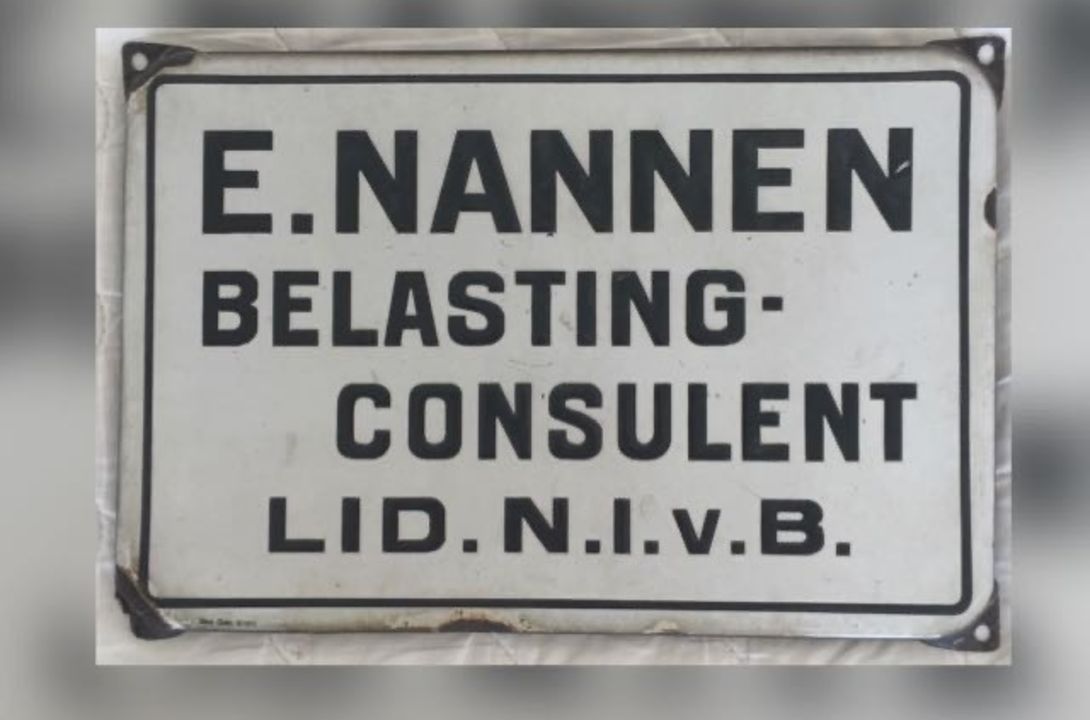 E. NANNEN
BELASTING-
CONSULENT
LID. N.I.v.B.